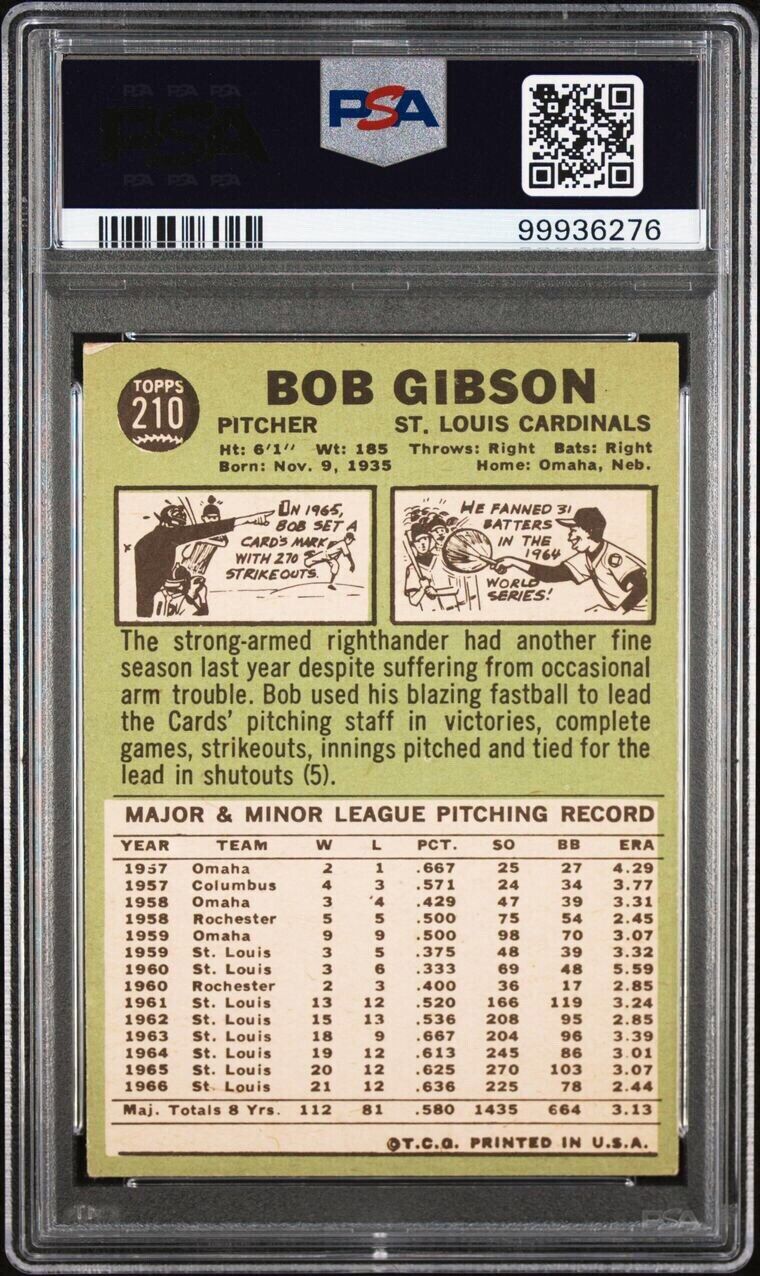 PSA PSA PSA
PSA
PSA
PSA PSA PSA
99936276
TOPPS
210
BOB GIBSON
PITCHER ST. LOUIS CARDINALS
Ht: 6'1" Wt: 185 Throws: Right Bats: Right
Born: Nov. 9, 1935 Home: Omaha, Neb.
IN 1965,
BOB SET A
CARD'S MARK
WITH 270
STRIKEOUTS.
HE FANNED 31
BATTERS
IN THE
1964
WORLD
SERIES!
The strong-armed righthander had another fine
season last year despite suffering from occasional
arm trouble. Bob used his blazing fastball to lead
the Cards' pitching staff in victories, complete
games, strikeouts, innings pitched and tied for the
lead in shutouts (5).
MAJOR & MINOR LEAGUE PITCHING RECORD
YEAR TEAM W L PCT. SO BB ERA
1957 Omaha 2 1 .667 25 27 4.29
1957 Columbus 4 3 .571 24 34 3.77
1958 Omaha 3 4 .429 47 39 3.31
1958 Rochester 5 5 .500 75 54 2.45
1959 Omaha 9 9 .500 98 70 3.07
1959 St. Louis 3 5 .375 48 39 3.32
1960 St. Louis 3 6 .333 69 48 5.59
1960 Rochester 2 3 .400 36 17 2.85
1961 St. Louis 13 12 .520 166 119 3.24
1962 St. Louis 15 13 .536 208 95 2.85
1963 St. Louis 18 9 .667 204 96 3.39
1964 St. Louis 19 12 .613 245 86 3.01
1965 St. Louis 20 12 .625 270 103 3.07
1966 St. Louis 21 12 .636 225 78 2.44
Maj. Totals 8 Yrs. 112 81 .580 1435 664 3.13
©T.C.G. PRINTED IN U.S.A.
PSA